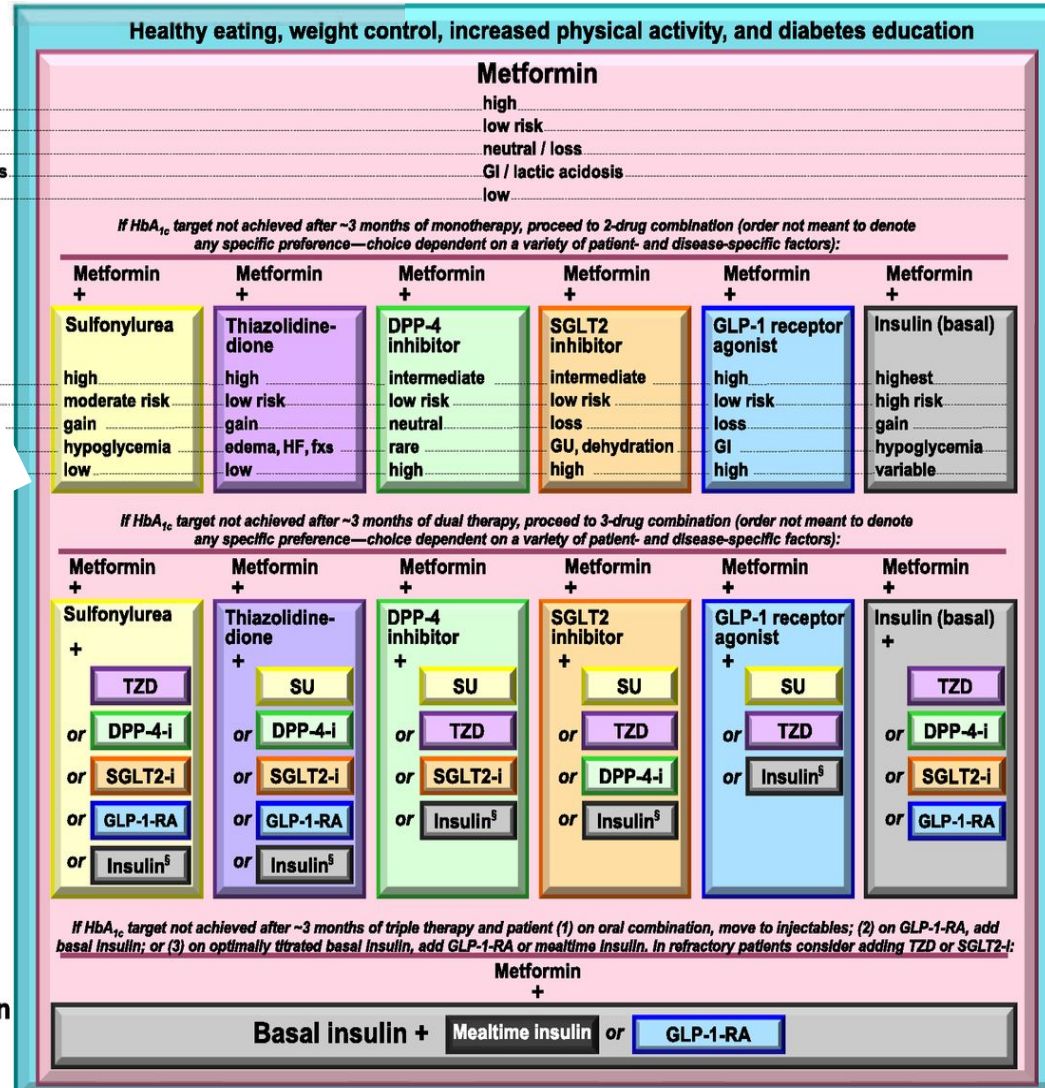 Healthy eating, weight control, increased physical activity, and diabetes education
Metformin
high
low risk
neutral / loss
s GI / lactic acidosis
low
If HbA1c target not achieved after ~3 months of monotherapy, proceed to 2-drug combination (order not meant to denote
any specific preference—choice dependent on a variety of patient- and disease-specific factors):
Metformin
+
Sulfonylurea
high
moderate risk
gain
hypoglycemia
low
Metformin
+
Thiazolidine-
dione
high
low risk
gain
edema, HF, fxs
low
Metformin
+
DPP-4
inhibitor
intermediate
low risk
neutral
rare
high
Metformin
+
SGLT2
inhibitor
intermediate
low risk
loss
GU, dehydration
high
Metformin
+
GLP-1 receptor
agonist
high
low risk
loss
GI
high
Metformin
+
Insulin (basal)
highest
high risk
gain
hypoglycemia
variable
If HbA1c target not achieved after ~3 months of dual therapy, proceed to 3-drug combination (order not meant to denote
any specific preference—choice dependent on a variety of patient- and disease-specific factors):
Metformin
+
Sulfonylurea
+
TZD
or DPP-4-i
or SGLT2-i
or GLP-1-RA
or Insulin§
Metformin
+
Thiazolidine-
dione
+
SU
or DPP-4-i
or SGLT2-i
or GLP-1-RA
or Insulin§
Metformin
+
DPP-4
inhibitor
+
SU
or TZD
or SGLT2-i
or Insulin§
Metformin
+
SGLT2
inhibitor
+
SU
or TZD
or DPP-4-i
or Insulin§
Metformin
+
GLP-1 receptor
agonist
+
SU
or TZD
or Insulin§
Metformin
+
Insulin (basal)
+
TZD
or DPP-4-i
or SGLT2-i
or GLP-1-RA
If HbA1c target not achieved after ~3 months of triple therapy and patient (1) on oral combination, move to injectables; (2) on GLP-1-RA, add
basal insulin; or (3) on optimally titrated basal insulin, add GLP-1-RA or mealtime insulin. In refractory patients consider adding TZD or SGLT2-i:
Metformin
+
n
Basal insulin + Mealtime insulin or GLP-1-RA